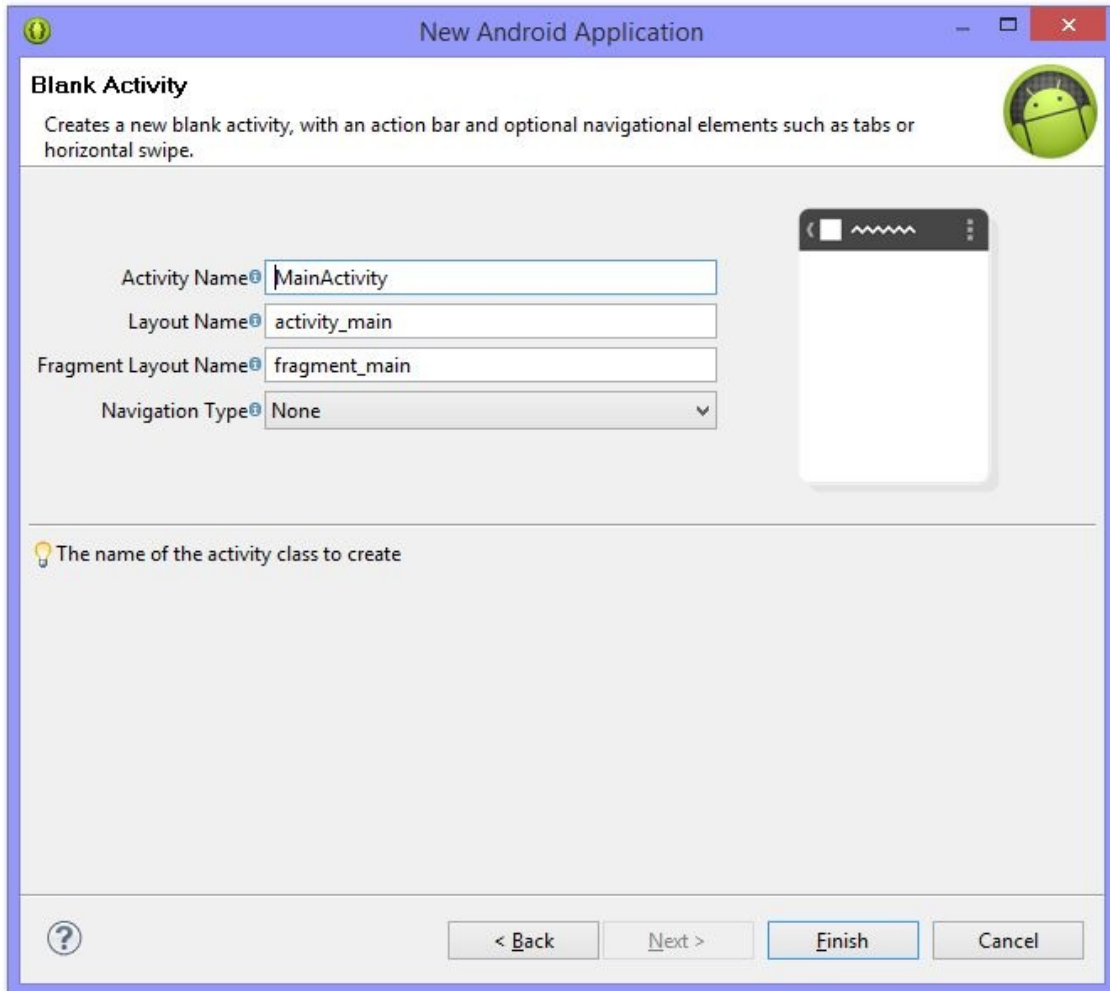 New Android Application
Blank Activity
Creates a new blank activity, with an action bar and optional navigational elements such as tabs or
horizontal swipe.
Activity Name MainActivity
Layout Name activity_main
Fragment Layout Name fragment_main
Navigation Type None
The name of the activity class to create
< Back Next > Finish Cancel